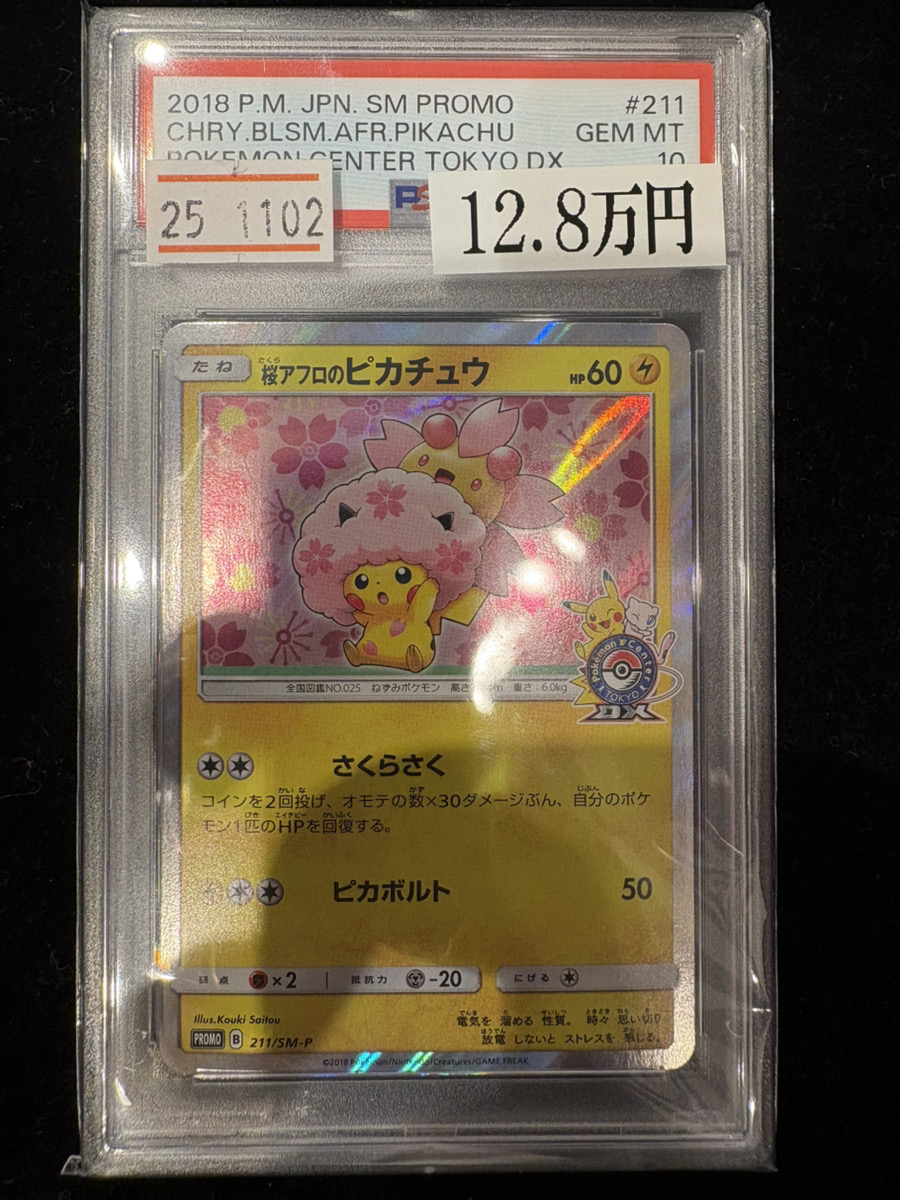 2018 P.M. JPN. SM PROMO #211
CHRY.BLSM.AFR.PIKACHU GEM MT
POKEMON CENTER TOKYO DX 10
25 1102
12.8万円
たね
さくら
桜アフロのピカチュウ HP60
Pokémon Center
TOKYO
DX
全国図鑑NO.025 ねずみポケモン 高さ 重さ:6.0kg
さくらさく
コインを2回投げ、オモテの数×30ダメージぶん、自分のポケ
モン1匹のHPを回復する。
ピカボルト 50
弱点 ×2 抵抗力 -20 にげる
Illus.Kouki Saitou
電気を 溜める 性質。 時々 思い切り
放電 しないと ストレスを 感じる。
PROMO B 211/SM-P
©2018 Pokémon/Nintendo/Creatures/GAME FREAK.